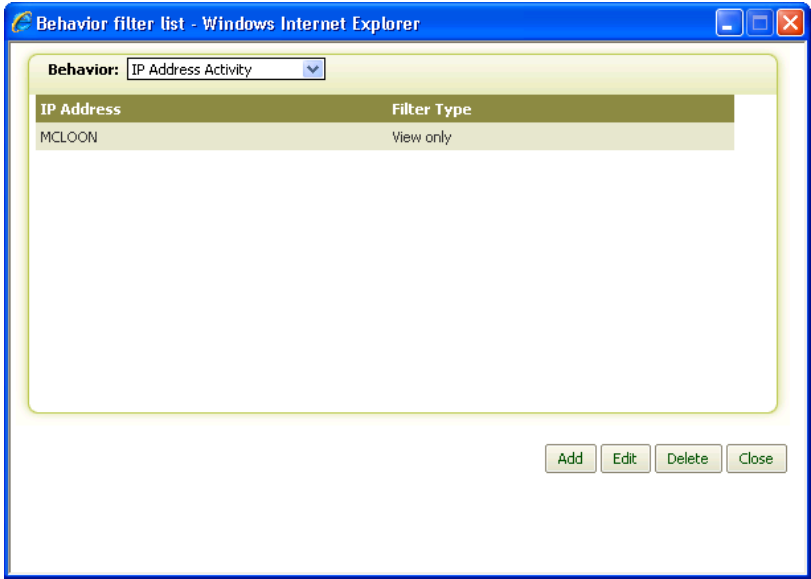 Behavior filter list - Windows Internet Explorer
Behavior: IP Address Activity
IP Address Filter Type
MCLOON View only
Add Edit Delete Close